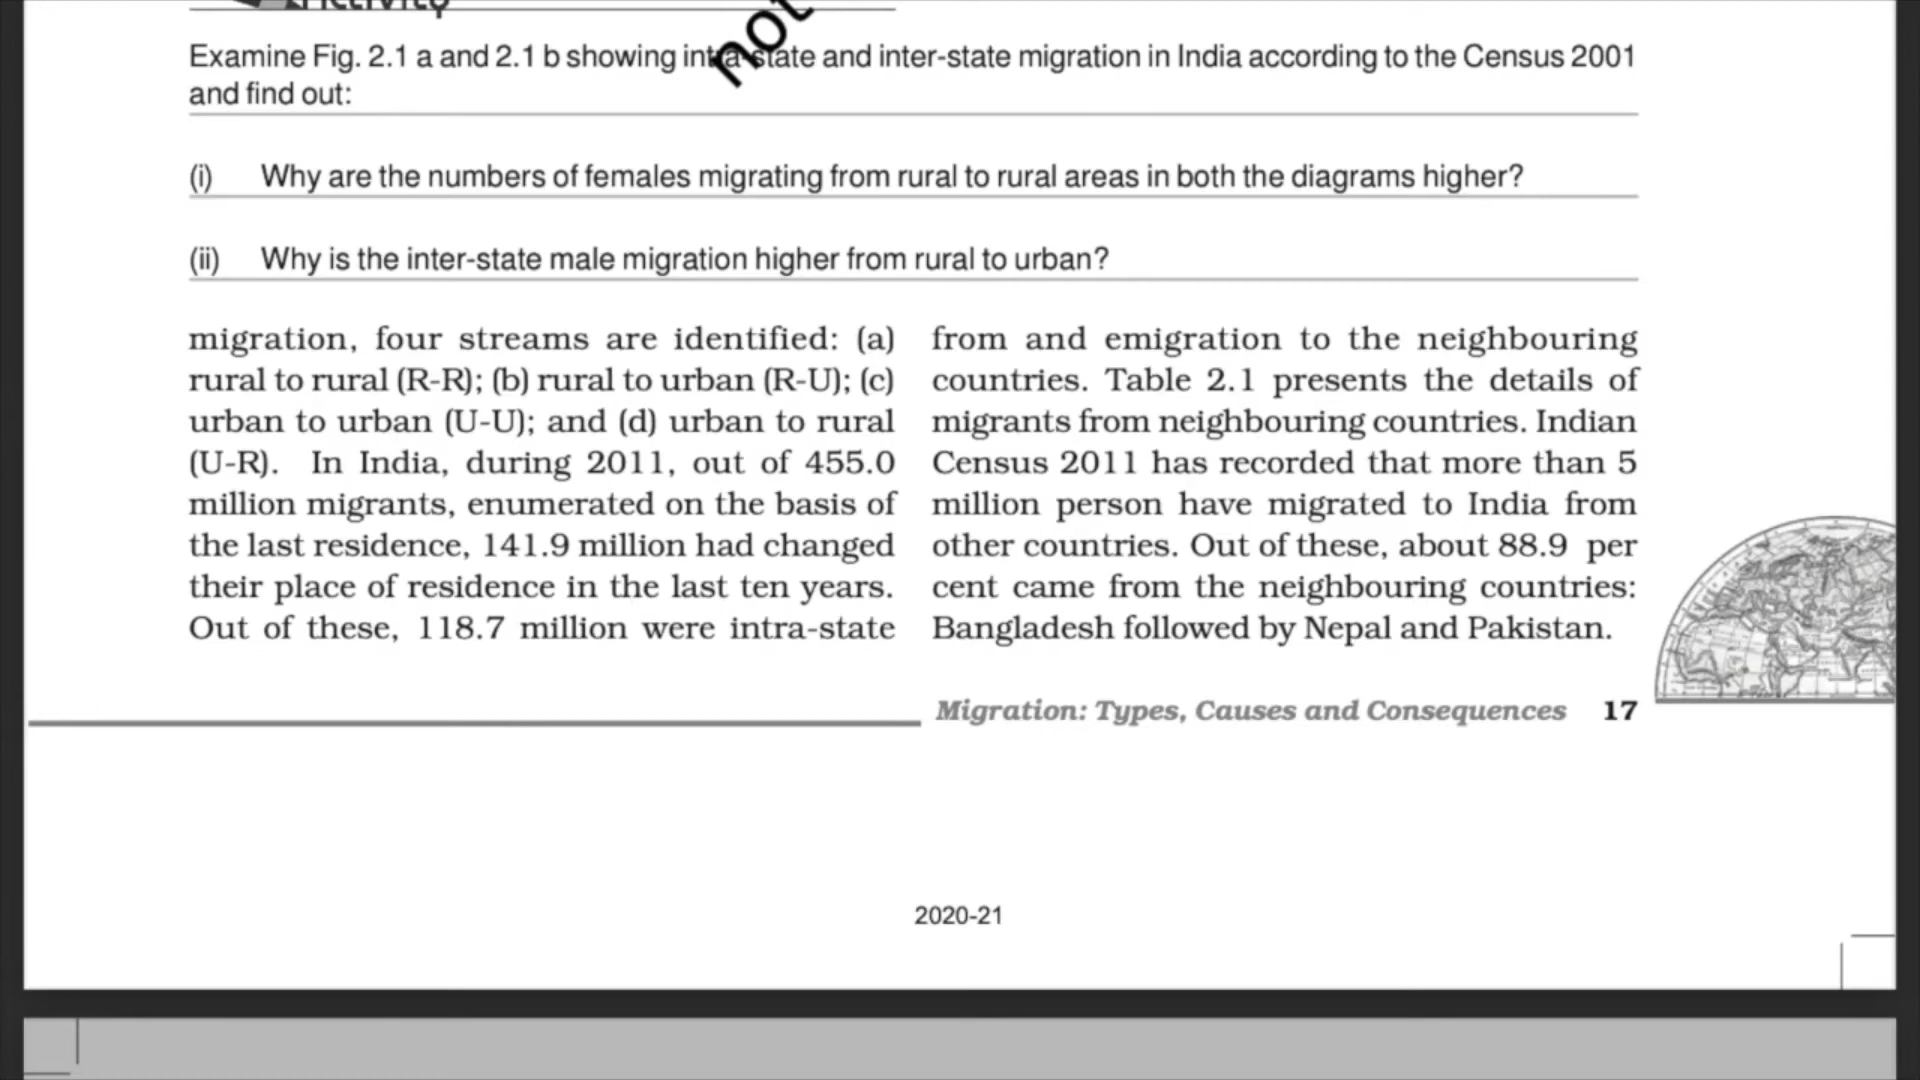 Activity
not
Examine Fig. 2.1 a and 2.1 b showing intra-state and inter-state migration in India according to the Census 2001
and find out:
(i) Why are the numbers of females migrating from rural to rural areas in both the diagrams higher?
(ii) Why is the inter-state male migration higher from rural to urban?
migration, four streams are identified: (a)
rural to rural (R-R); (b) rural to urban (R-U); (c)
urban to urban (U-U); and (d) urban to rural
(U-R). In India, during 2011, out of 455.0
million migrants, enumerated on the basis of
the last residence, 141.9 million had changed
their place of residence in the last ten years.
Out of these, 118.7 million were intra-state
from and emigration to the neighbouring
countries. Table 2.1 presents the details of
migrants from neighbouring countries. Indian
Census 2011 has recorded that more than 5
million person have migrated to India from
other countries. Out of these, about 88.9 per
cent came from the neighbouring countries:
Bangladesh followed by Nepal and Pakistan.
Migration: Types, Causes and Consequences 17
2020-21